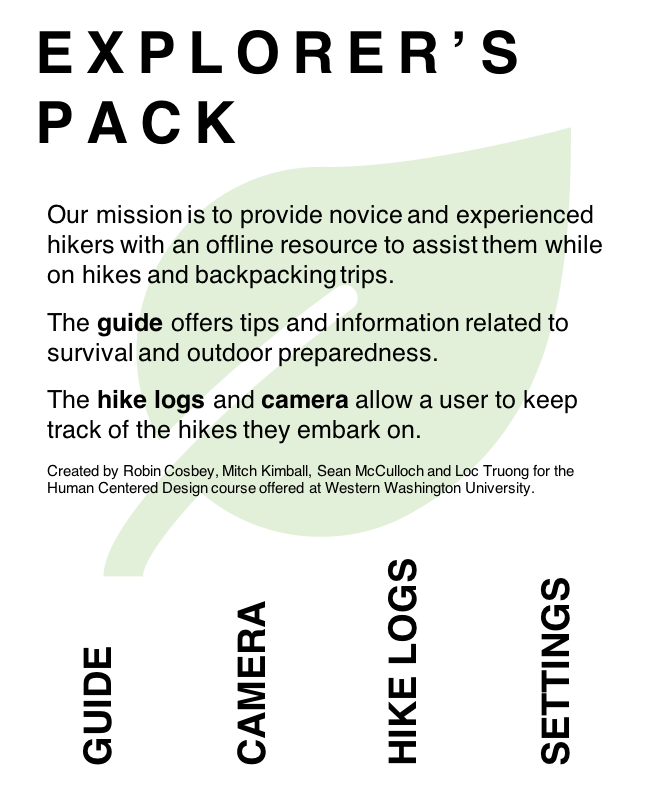 EXPLORER’S
PACK
Our mission is to provide novice and experienced
hikers with an offline resource to assist them while
on hikes and backpacking trips.
The guide offers tips and information related to
survival and outdoor preparedness.
The hike logs and camera allow a user to keep
track of the hikes they embark on.
Created by Robin Cosbey, Mitch Kimball, Sean McCulloch and Loc Truong for the
Human Centered Design course offered at Western Washington University.
GUIDE
CAMERA
HIKE LOGS
SETTINGS